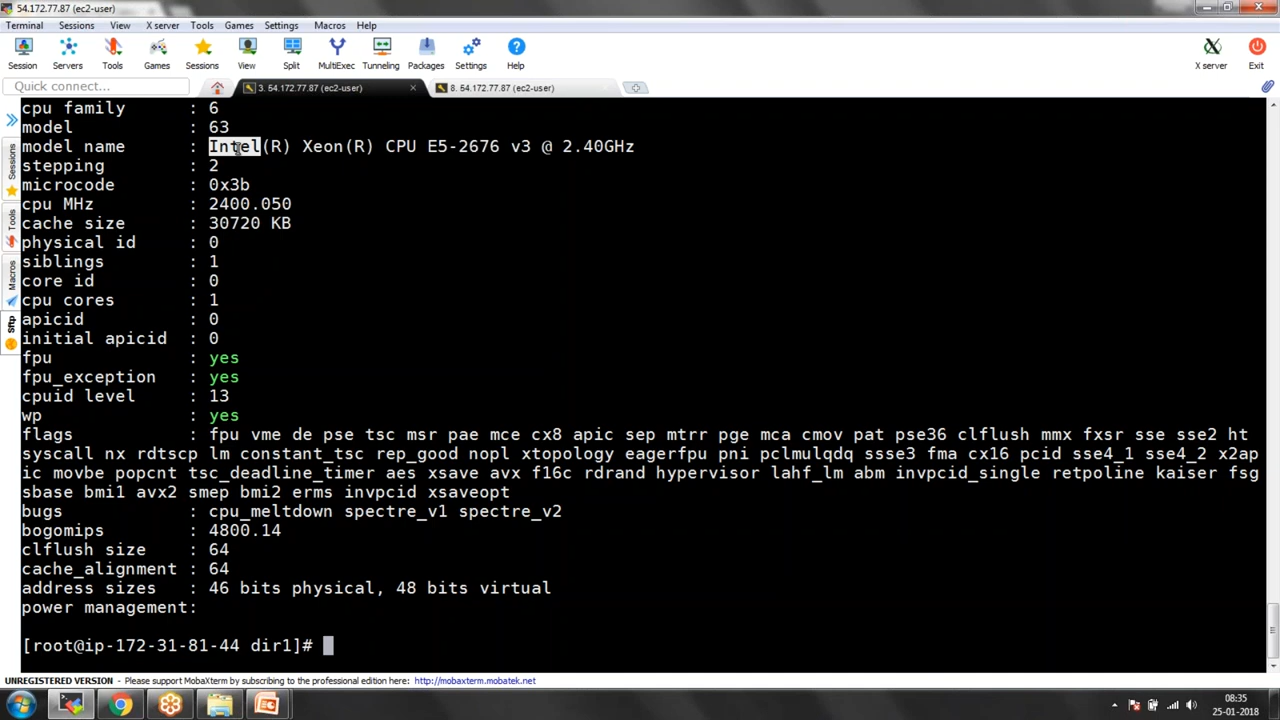 54.172.77.87 (ec2-user)
Terminal Sessions View X server Tools Games Settings Macros Help
Session Servers Tools Games Sessions View Split MultiExec Tunneling Packages Settings Help X server Exit
Quick connect... 3. 54.172.77.87 (ec2-user) 8. 54.172.77.87 (ec2-user)
Sessions
Tools
Macros
Sftp
cpu family : 6
model : 63
model name : Intel(R) Xeon(R) CPU E5-2676 v3 @ 2.40GHz
stepping : 2
microcode : 0x3b
cpu MHz : 2400.050
cache size : 30720 KB
physical id : 0
siblings : 1
core id : 0
cpu cores : 1
apicid : 0
initial apicid : 0
fpu : yes
fpu_exception : yes
cpuid level : 13
wp : yes
flags : fpu vme de pse tsc msr pae mce cx8 apic sep mtrr pge mca cmov pat pse36 clflush mmx fxsr sse sse2 ht
syscall nx rdtscp lm constant_tsc rep_good nopl xtopology eagerfpu pni pclmulqdq ssse3 fma cx16 pcid sse4_1 sse4_2 x2ap
ic movbe popcnt tsc_deadline_timer aes xsave avx f16c rdrand hypervisor lahf_lm abm invpcid_single retpoline kaiser fsg
sbase bmi1 avx2 smep bmi2 erms invpcid xsaveopt
bugs : cpu_meltdown spectre_v1 spectre_v2
bogomips : 4800.14
clflush size : 64
cache_alignment : 64
address sizes : 46 bits physical, 48 bits virtual
power management:
[root@ip-172-31-81-44 dir1]#
UNREGISTERED VERSION - Please support MobaXterm by subscribing to the professional edition here: http://mobaxterm.mobatek.net
08:35
25-01-2018